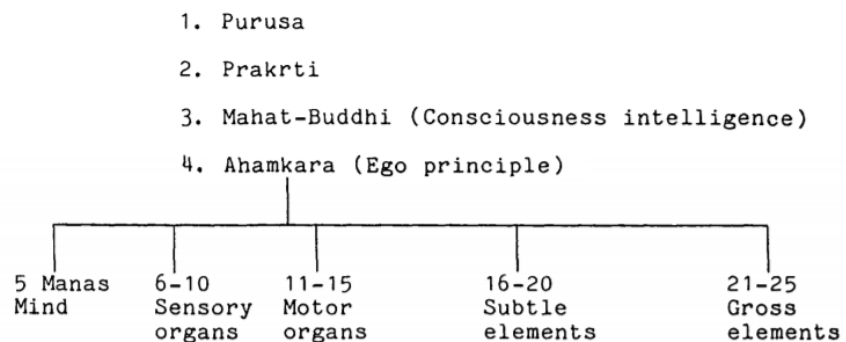 1. Purusa
2. Prakrti
3. Mahat-Buddhi (Consciousness intelligence)
4. Ahamkara (Ego principle)
5 Manas Mind
6-10 Sensory organs
11-15 Motor organs
16-20 Subtle elements
21-25 Gross elements